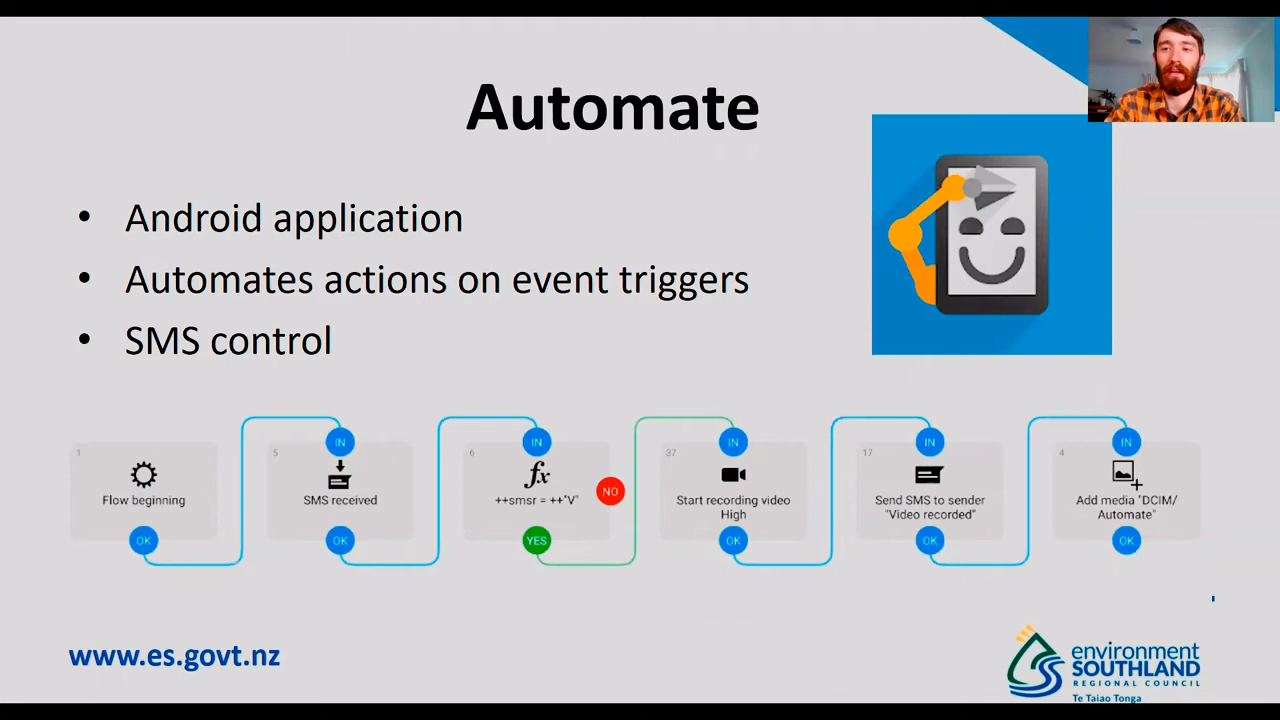 Automate
• Android application
• Automates actions on event triggers
• SMS control
1
Flow beginning
OK
IN
5
SMS received
OK
IN
6
fx
++smsr = ++"V"
NO
YES
IN
37
Start recording video
High
OK
IN
17
Send SMS to sender
"Video recorded"
OK
IN
4
Add media "DCIM/
Automate"
OK
www.es.govt.nz
environment
SOUTHLAND
REGIONAL COUNCIL
Te Taiao Tonga